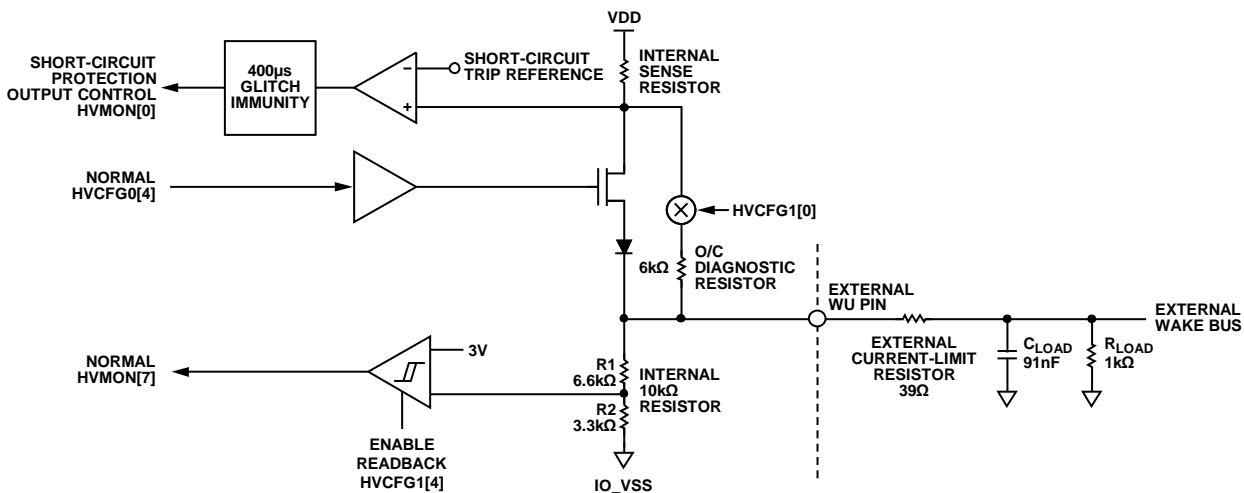 VDD
SHORT-CIRCUIT
PROTECTION
OUTPUT CONTROL
HVMON[0]
400µs
GLITCH
IMMUNITY
–
+
SHORT-CIRCUIT
TRIP REFERENCE
INTERNAL
SENSE
RESISTOR
NORMAL
HVCFG0[4]
HVCFG1[0]
6kΩ
O/C
DIAGNOSTIC
RESISTOR
EXTERNAL
WU PIN
EXTERNAL
WAKE BUS
EXTERNAL
CURRENT-LIMIT
RESISTOR
39Ω
CLOAD
91nF
RLOAD
1kΩ
NORMAL
HVMON[7]
3V
R1
6.6kΩ
R2
3.3kΩ
INTERNAL
10kΩ
RESISTOR
ENABLE
READBACK
HVCFG1[4]
IO_VSS